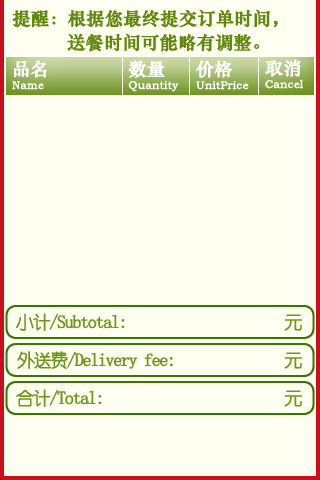 提醒：根据您最终提交订单时间，
送餐时间可能略有调整。
品名 数量 价格 取消
Name Quantity UnitPrice Cancel
小计/Subtotal: 元
外送费/Delivery fee: 元
合计/Total: 元